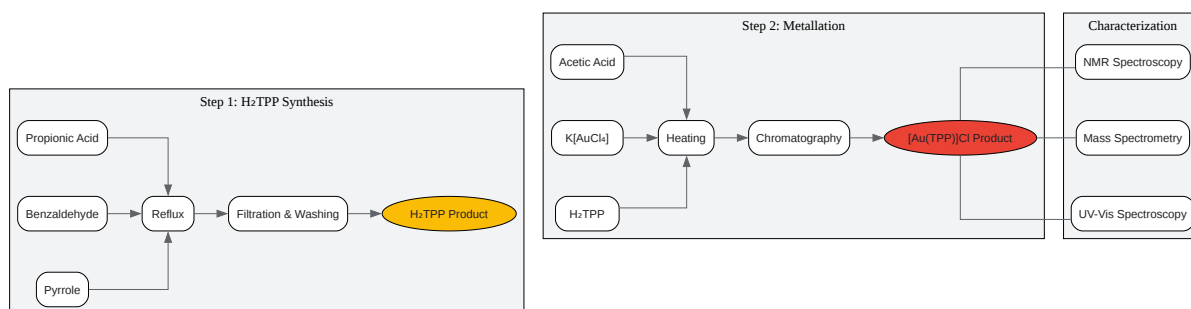 Step 1: H₂TPP Synthesis
Propionic Acid
Benzaldehyde
Pyrrole
Reflux
Filtration & Washing
H₂TPP Product
Step 2: Metallation
Acetic Acid
K[AuCl₄]
H₂TPP
Heating
Chromatography
[Au(TPP)]Cl Product
Characterization
NMR Spectroscopy
Mass Spectrometry
UV-Vis Spectroscopy